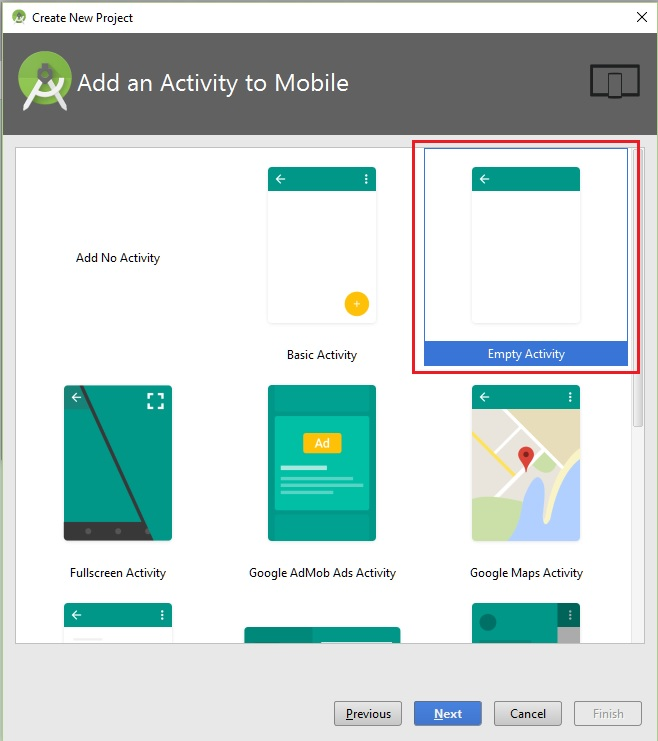 Create New Project
Add an Activity to Mobile
Add No Activity
Basic Activity
Empty Activity
Ad
Fullscreen Activity
Google AdMob Ads Activity
Google Maps Activity
Previous
Next
Cancel
Finish